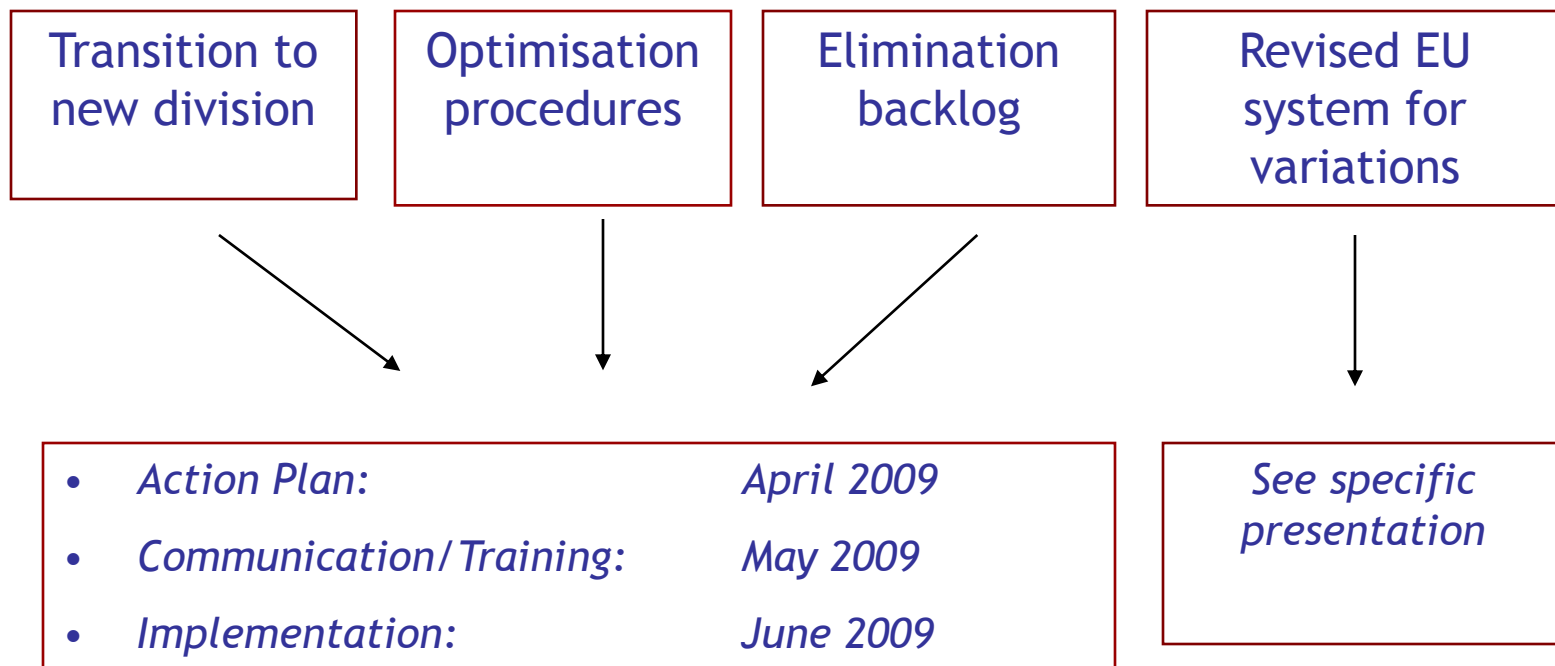 Transition to
new division
Optimisation
procedures
Elimination
backlog
Revised EU
system for
variations
• Action Plan: April 2009
• Communication/Training: May 2009
• Implementation: June 2009
See specific
presentation